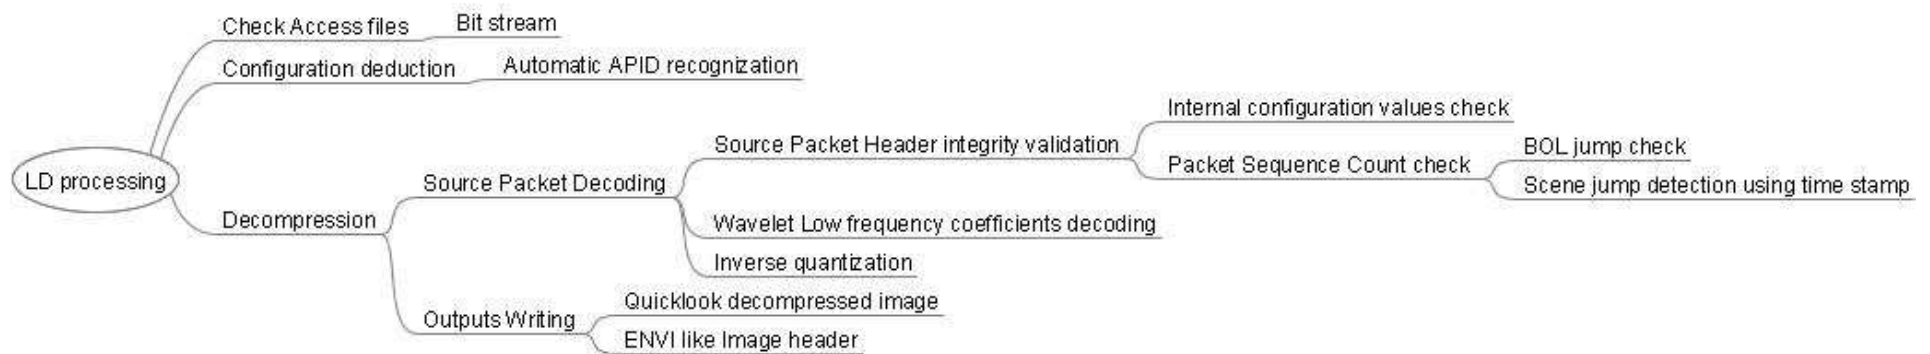 Check Access files
Bit stream
Configuration deduction
Automatic APID recognization
LD processing
Decompression
Source Packet Decoding
Source Packet Header integrity validation
Internal configuration values check
Packet Sequence Count check
BOL jump check
Scene jump detection using time stamp
Wavelet Low frequency coefficients decoding
Inverse quantization
Outputs Writing
Quicklook decompressed image
ENVI like Image header